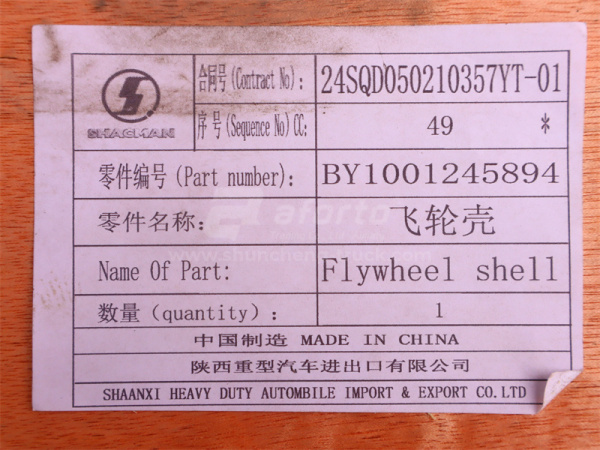 SHACMAN
合同号(Contract No): 24SQD050210357YT-01
序号(Sequence No)CC: 49 *
零件编号(Part number): BY1001245894
零件名称: 飞轮壳
Name Of Part: Flywheel shell
数量(quantity): 1
中国制造 MADE IN CHINA
陕西重型汽车进出口有限公司
SHAANXI HEAVY DUTY AUTOMBILE IMPORT & EXPORT CO.LTD
aforto